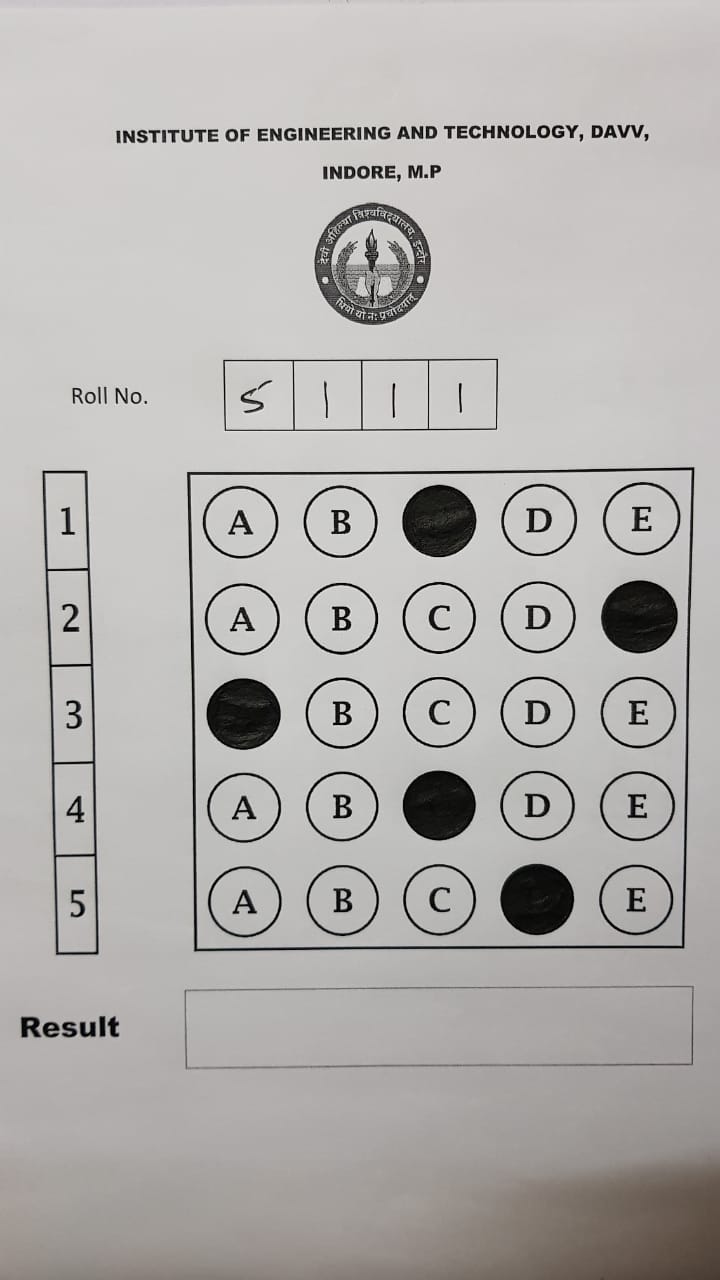 INSTITUTE OF ENGINEERING AND TECHNOLOGY, DAVV,
INDORE, M.P
देवी अहिल्या विश्वविद्यालय, इन्दौर
धियो यो नः प्रचोदयात्
Roll No. 5 1 1 1
1 A B D E
2 A B C D
3 B C D E
4 A B D E
5 A B C E
Result